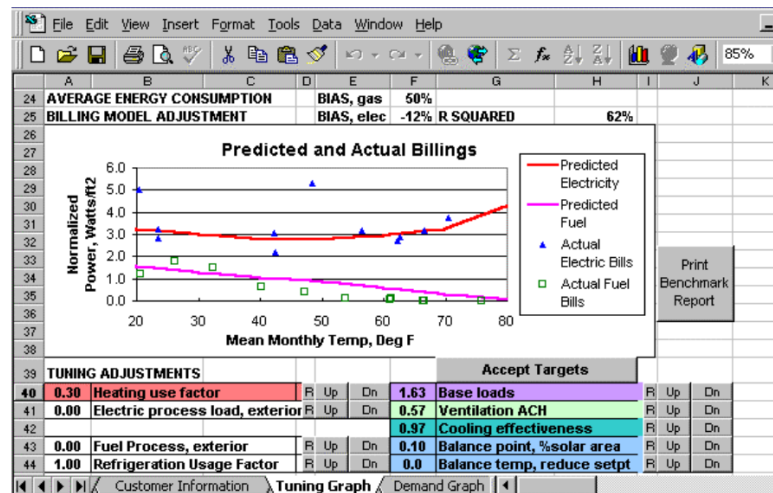 File Edit View Insert Format Tools Data Window Help
Σ fx 85%
A B C D E F G H I J K
24 AVERAGE ENERGY CONSUMPTION BIAS, gas 50%
25 BILLING MODEL ADJUSTMENT BIAS, elec -12% R SQUARED 62%
26
27
28
29
30
31
32
33
34
35
36
37
38
Predicted and Actual Billings
Normalized
Power, Watts/ft2
6.0
5.0
4.0
3.0
2.0
1.0
0.0
20 30 40 50 60 70 80
Mean Monthly Temp, Deg F
Predicted
Electricity
Predicted
Fuel
Actual
Electric Bills
Actual Fuel
Bills
Print
Benchmark
Report
39 TUNING ADJUSTMENTS Accept Targets
40 0.30 Heating use factor R Up Dn 1.63 Base loads R Up Dn
41 0.00 Electric process load, exterior R Up Dn 0.57 Ventilation ACH R Up Dn
42 0.97 Cooling effectiveness R Up Dn
43 0.00 Fuel Process, exterior R Up Dn 0.10 Balance point, %solar area R Up Dn
44 1.00 Refrigeration Usage Factor R Up Dn 0.0 Balance temp, reduce setpt R Up Dn
Customer Information Tuning Graph Demand Graph